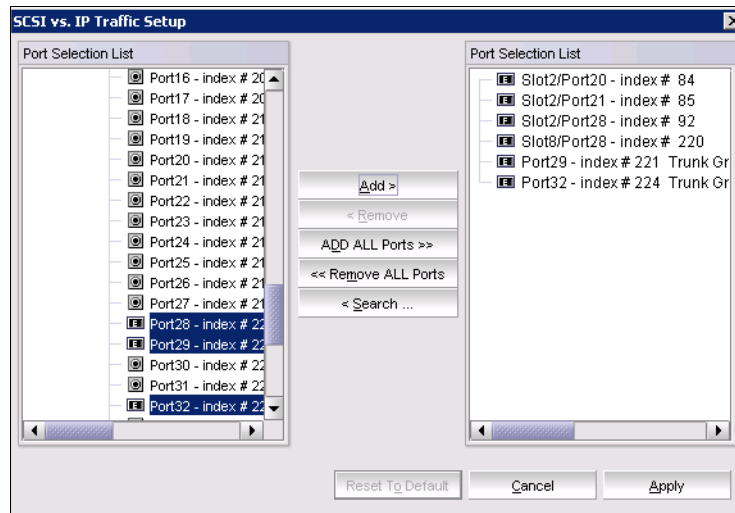 SCSI vs. IP Traffic Setup
Port Selection List
Port16 - index # 20
Port17 - index # 20
Port18 - index # 21
Port19 - index # 21
Port20 - index # 21
Port21 - index # 21
Port22 - index # 21
Port23 - index # 21
Port24 - index # 21
Port25 - index # 21
Port26 - index # 21
Port27 - index # 21
Port28 - index # 22
Port29 - index # 22
Port30 - index # 22
Port31 - index # 22
Port32 - index # 22
Add >
< Remove
ADD ALL Ports >>
<< Remove ALL Ports
< Search ...
Port Selection List
Slot2/Port20 - index # 84
Slot2/Port21 - index # 85
Slot2/Port28 - index # 92
Slot8/Port28 - index # 220
Port29 - index # 221 Trunk Gr
Port32 - index # 224 Trunk Gr
Reset To Default
Cancel
Apply